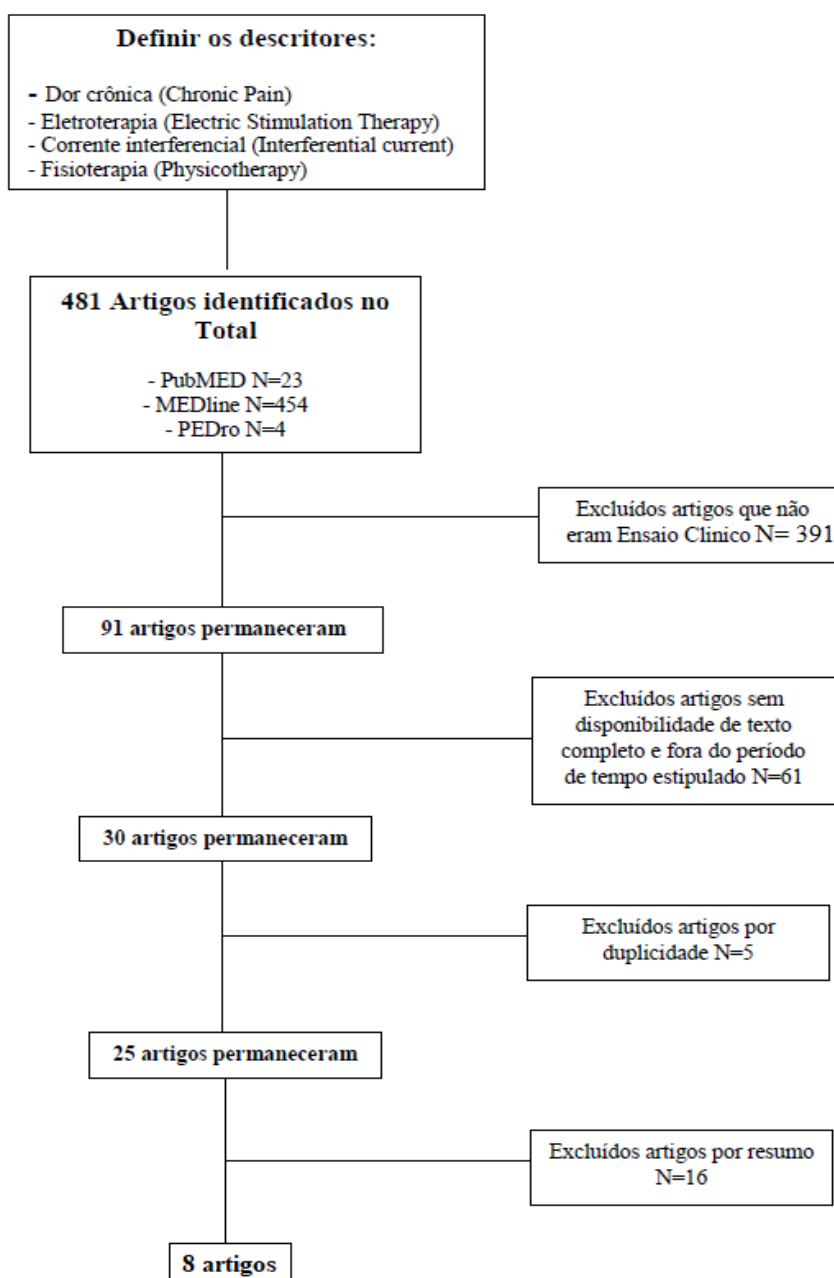 Definir os descritores:
- Dor crônica (Chronic Pain)
- Eletroterapia (Electric Stimulation Therapy)
- Corrente interferencial (Interferential current)
- Fisioterapia (Physicotherapy)
481 Artigos identificados no
Total
- PubMED N=23
- MEDline N=454
- PEDro N=4
Excluídos artigos que não
eram Ensaio Clinico N= 391
91 artigos permaneceram
Excluídos artigos sem
disponibilidade de texto
completo e fora do período
de tempo estipulado N=61
30 artigos permaneceram
Excluídos artigos por
duplicidade N=5
25 artigos permaneceram
Excluídos artigos por resumo
N=16
8 artigos